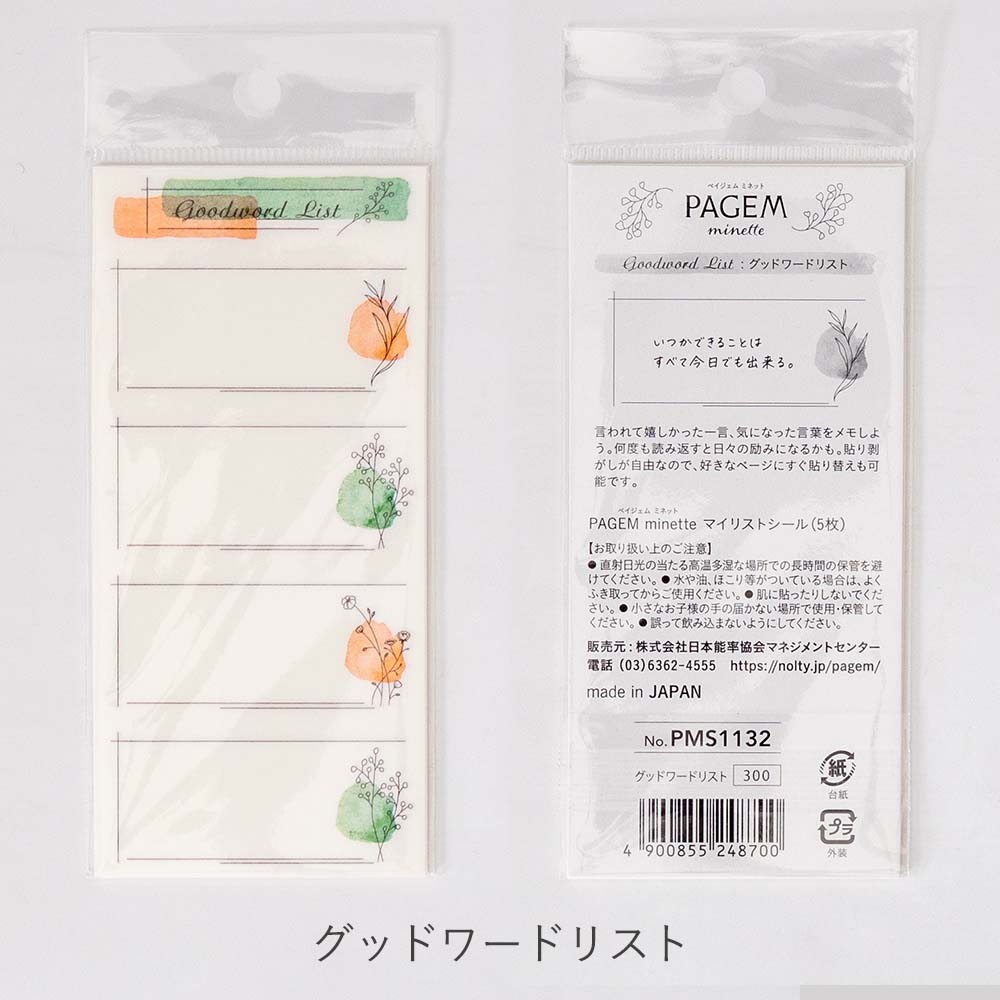 Goodword List
ペイジェム ミネット
PAGEM
minette
Goodword List : グッドワードリスト
いつかできることは
すべて今日でも出来る。
言われて嬉しかった一言、気になった言葉をメモしよ
う。何度も読み返すと日々の励みになるかも。貼り剥
がしが自由なので、好きなページにすぐ貼り替えも可
能です。
ペイジェム ミネット
PAGEM minette マイリストシール(5枚)
【お取り扱い上のご注意】
●直射日光の当たる高温多湿な場所での長時間の保管を避
けてください。●水や油、ほこり等がついている場合は、よく
ふき取ってからご使用ください。●肌に貼ったりしないでくだ
さい。●小さなお子様の手の届かない場所で使用・保管して
ください。●誤って飲み込まないようにしてください。
販売元:株式会社日本能率協会マネジメントセンター
電話 (03)6362-4555 https://nolty.jp/pagem/
made in JAPAN
No. PMS1132
グッドワードリスト 300
紙
台紙
プラ
外装
4 900855 248700
グッドワードリスト